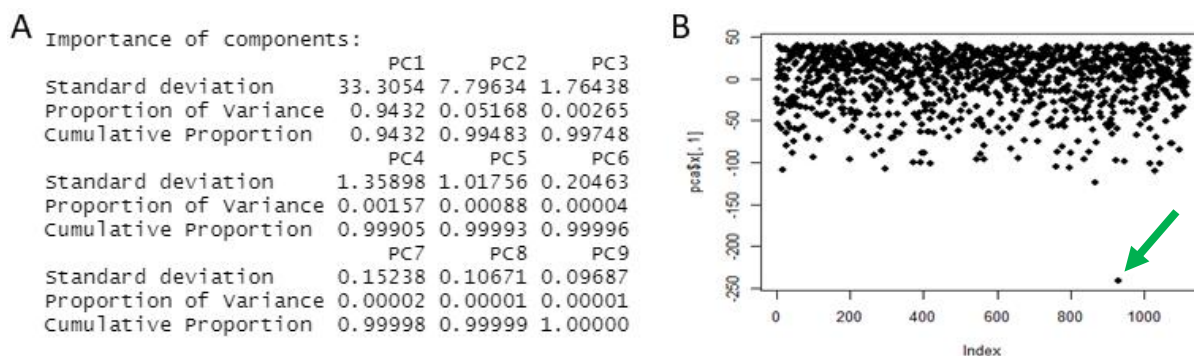 A
Importance of components:
PC1 PC2 PC3
Standard deviation 33.3054 7.79634 1.76438
Proportion of Variance 0.9432 0.05168 0.00265
Cumulative Proportion 0.9432 0.99483 0.99748
PC4 PC5 PC6
Standard deviation 1.35898 1.01756 0.20463
Proportion of Variance 0.00157 0.00088 0.00004
Cumulative Proportion 0.99905 0.99993 0.99996
PC7 PC8 PC9
Standard deviation 0.15238 0.10671 0.09687
Proportion of Variance 0.00002 0.00001 0.00001
Cumulative Proportion 0.99998 0.99999 1.00000
B
pca$x[, 1]
50
0
-50
-100
-150
-200
-250
0 200 400 600 800 1000
Index